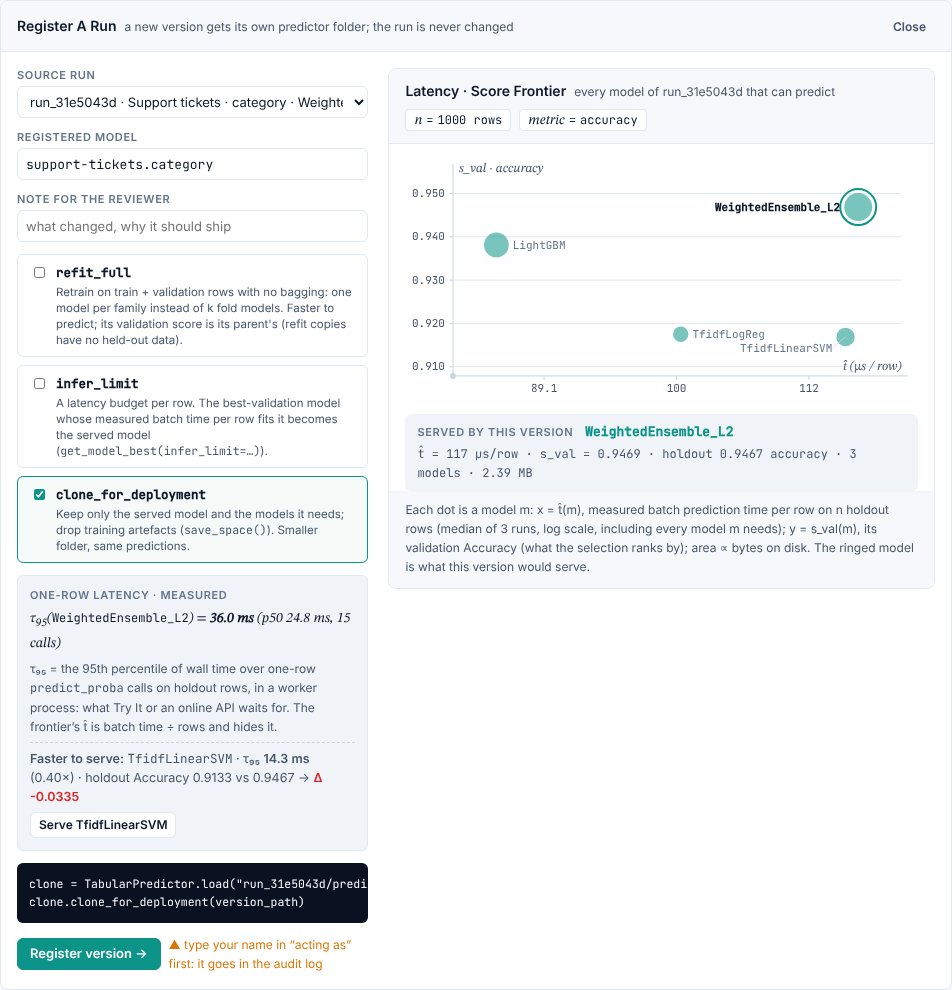 Register A Run a new version gets its own predictor folder; the run is never changed
Close
SOURCE RUN
run_31e5043d · Support tickets · category · Weighte
REGISTERED MODEL
support-tickets.category
NOTE FOR THE REVIEWER
what changed, why it should ship
refit_full
Retrain on train + validation rows with no bagging: one
model per family instead of k fold models. Faster to
predict; its validation score is its parent's (refit copies
have no held-out data).
infer_limit
A latency budget per row. The best-validation model
whose measured batch time per row fits it becomes
the served model
(get_model_best(infer_limit=…)).
clone_for_deployment
Keep only the served model and the models it needs;
drop training artefacts (save_space()). Smaller
folder, same predictions.
ONE-ROW LATENCY · MEASURED
τ95(WeightedEnsemble_L2) = 36.0 ms (p50 24.8 ms, 15
calls)
τ₉₅ = the 95th percentile of wall time over one-row
predict_proba calls on holdout rows, in a worker
process: what Try It or an online API waits for. The
frontier’s t̂ is batch time ÷ rows and hides it.
Faster to serve: TfidfLinearSVM · τ₉₅ 14.3 ms
(0.40×) · holdout Accuracy 0.9133 vs 0.9467 → Δ
-0.0335
Serve TfidfLinearSVM
clone = TabularPredictor.load("run_31e5043d/predi
clone.clone_for_deployment(version_path)
Register version →
▲ type your name in “acting as”
first: it goes in the audit log
Latency · Score Frontier every model of run_31e5043d that can predict
n = 1000 rows
metric = accuracy
s_val · accuracy
0.950
WeightedEnsemble_L2
0.940
LightGBM
0.930
0.920
TfidfLogReg
TfidfLinearSVM
0.910
t̂ (µs / row)
89.1
100
112
SERVED BY THIS VERSION WeightedEnsemble_L2
t̂ = 117 µs/row · s_val = 0.9469 · holdout 0.9467 accuracy · 3
models · 2.39 MB
Each dot is a model m: x = t̂(m), measured batch prediction time per row on n holdout
rows (median of 3 runs, log scale, including every model m needs); y = s_val(m), its
validation Accuracy (what the selection ranks by); area ∝ bytes on disk. The ringed model
is what this version would serve.